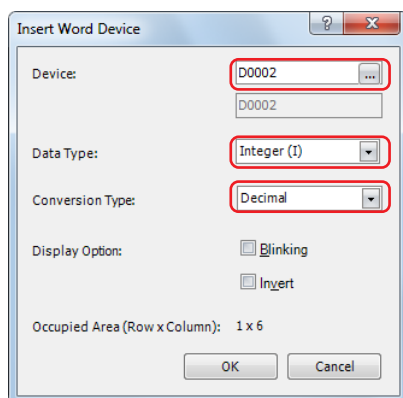 Insert Word Device
Device: D0002 ...
D0002
Data Type: Integer (I)
Conversion Type: Decimal
Display Option: Blinking
Invert
Occupied Area (Row x Column): 1 x 6
OK Cancel